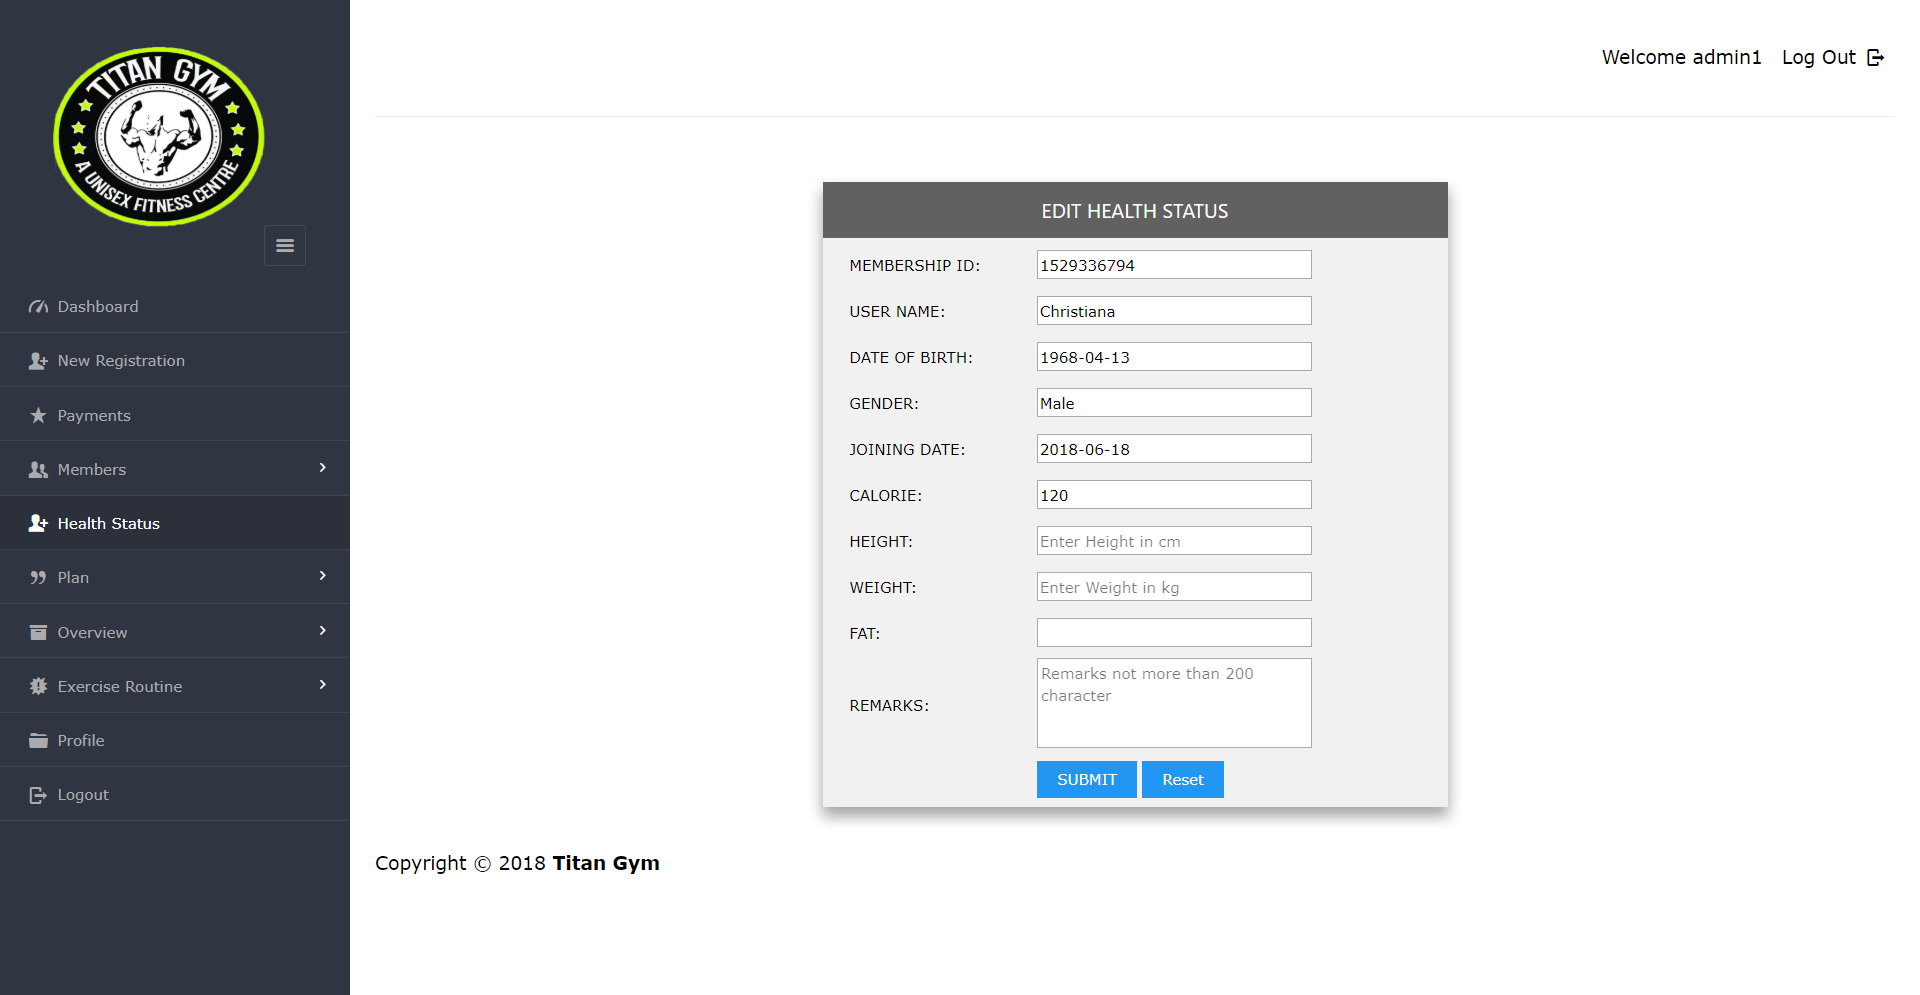 TITAN GYM
A UNISEX FITNESS CENTRE
Welcome admin1 Log Out
Dashboard
New Registration
Payments
Members
Health Status
Plan
Overview
Exercise Routine
Profile
Logout
EDIT HEALTH STATUS
MEMBERSHIP ID: 1529336794
USER NAME: Christiana
DATE OF BIRTH: 1968-04-13
GENDER: Male
JOINING DATE: 2018-06-18
CALORIE: 120
HEIGHT: Enter Height in cm
WEIGHT: Enter Weight in kg
FAT:
REMARKS: Remarks not more than 200
character
SUBMIT Reset
Copyright © 2018 Titan Gym